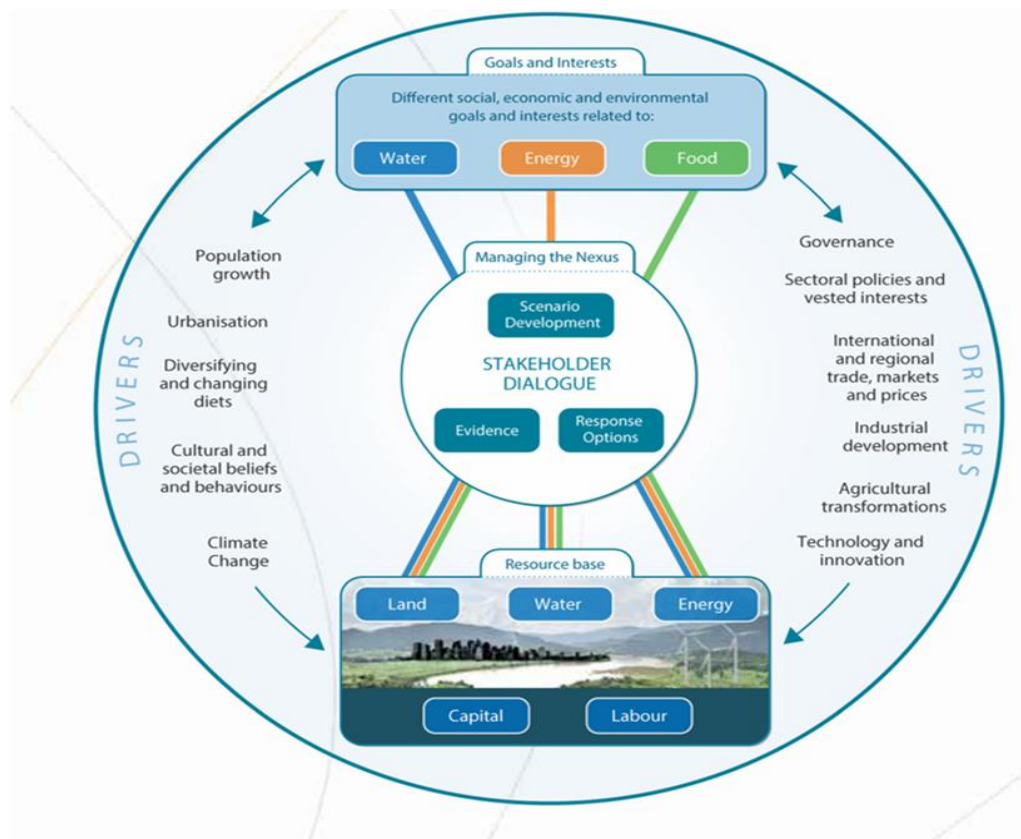 Goals and Interests
Different social, economic and environmental
goals and interests related to:
Water
Energy
Food
Population
growth
Urbanisation
Diversifying
and changing
diets
Cultural and
societal beliefs
and behaviours
Climate
Change
DRIVERS
Managing the Nexus
Scenario
Development
STAKEHOLDER
DIALOGUE
Evidence
Response
Options
Governance
Sectoral policies and
vested interests
International
and regional
trade, markets
and prices
Industrial
development
Agricultural
transformations
Technology and
innovation
DRIVERS
Resource base
Land
Water
Energy
Capital
Labour